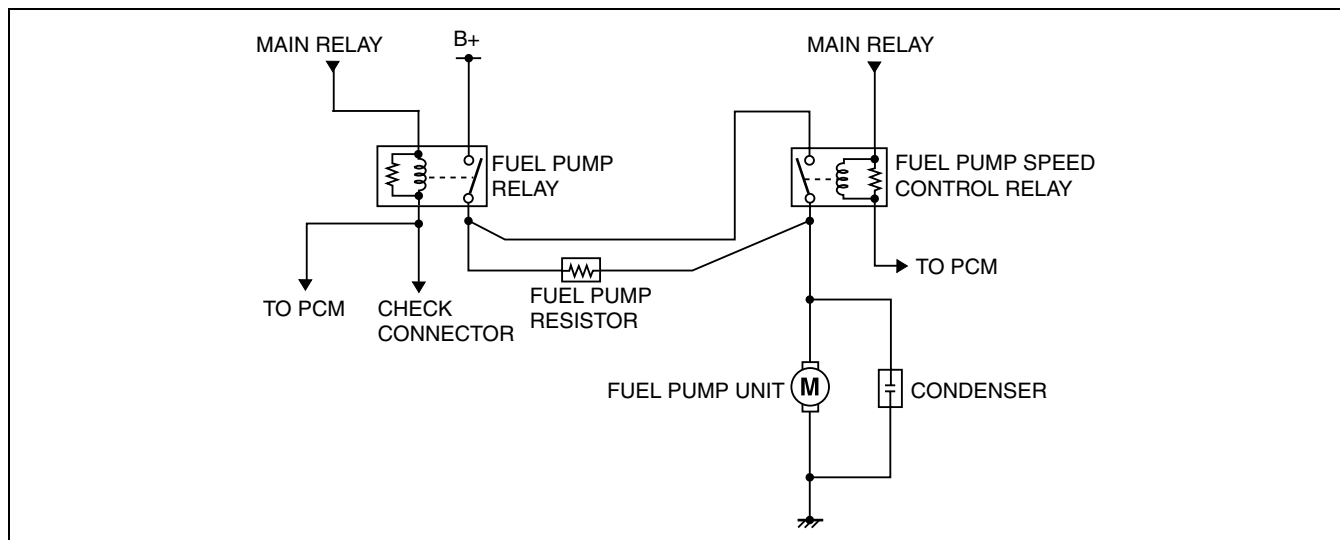 MAIN RELAY
B+
MAIN RELAY
FUEL PUMP
RELAY
FUEL PUMP SPEED
CONTROL RELAY
TO PCM
TO PCM
CHECK
CONNECTOR
FUEL PUMP
RESISTOR
FUEL PUMP UNIT
M
CONDENSER